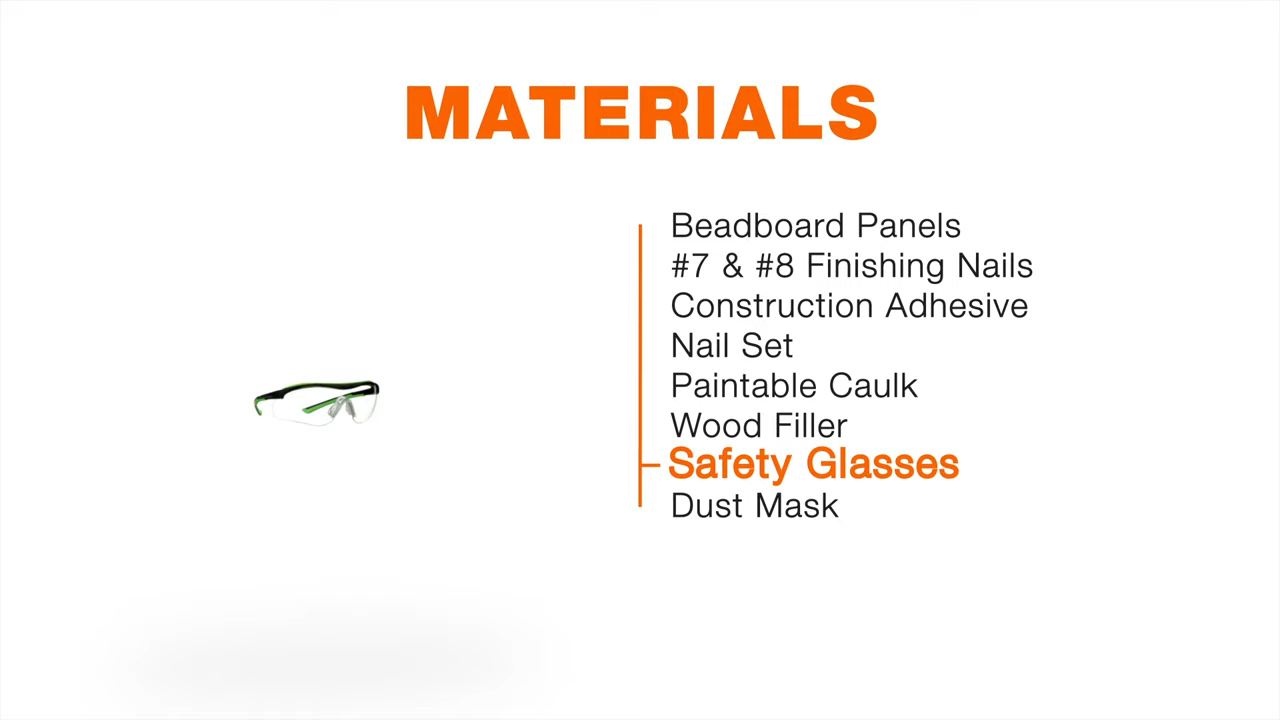 MATERIALS
Beadboard Panels
#7 & #8 Finishing Nails
Construction Adhesive
Nail Set
Paintable Caulk
Wood Filler
Safety Glasses
Dust Mask